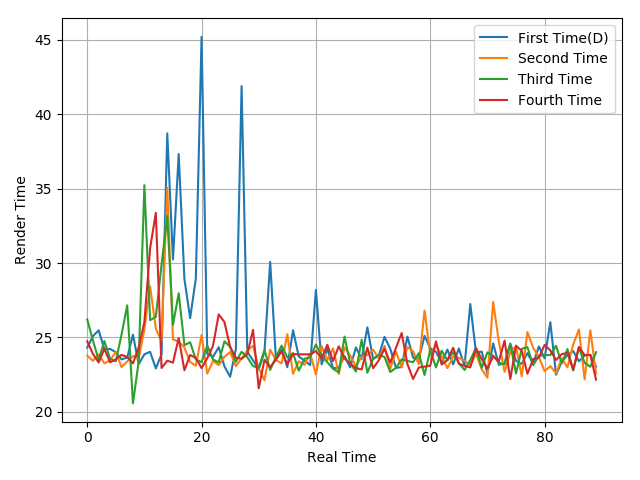 First Time(D)
Second Time
Third Time
Fourth Time
45
40
35
30
25
20
Render Time
0 20 40 60 80
Real Time